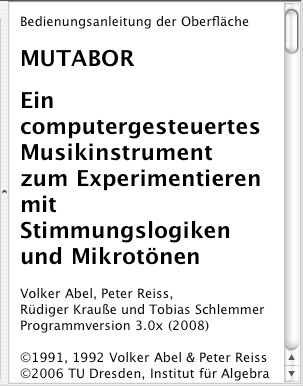 Bedienungsanleitung der Oberfläche
MUTABOR
Ein
computergesteuertes
Musikinstrument
zum Experimentieren
mit
Stimmungslogiken
und Mikrotönen
Volker Abel, Peter Reiss,
Rüdiger Krauße und Tobias Schlemmer
Programmversion 3.0x (2008)
©1991, 1992 Volker Abel & Peter Reiss
©2006 TU Dresden, Institut für Algebra